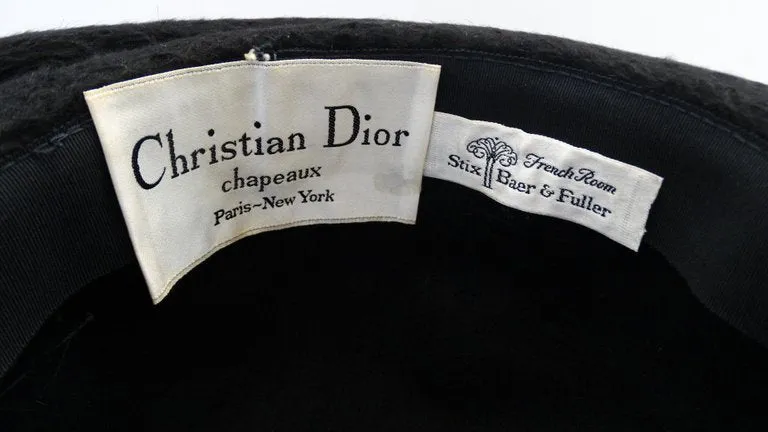 Christian Dior
chapeaux
Paris~New York
French Room
Stix Baer & Fuller